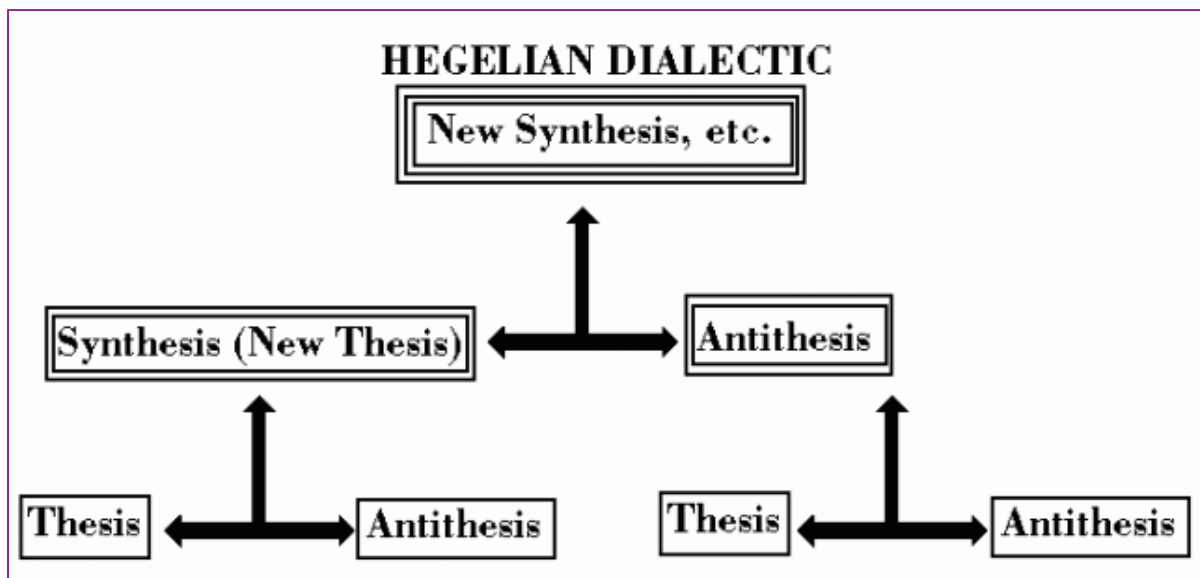 HEGELIAN DIALECTIC
New Synthesis, etc.
Synthesis (New Thesis)
Antithesis
Thesis
Antithesis
Thesis
Antithesis